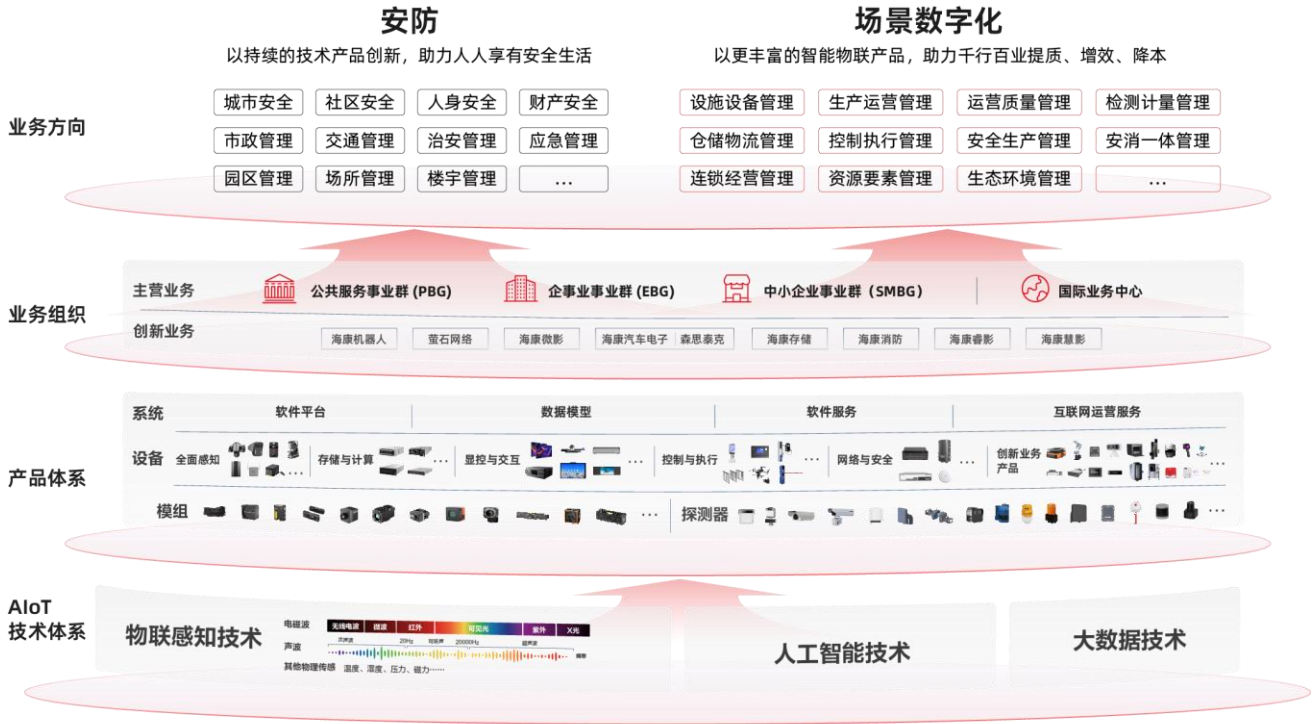 安防
场景数字化
以持续的技术产品创新，助力人人享有安全生活
以更丰富的智能物联产品，助力千行百业提质、增效、降本
业务方向
城市安全 社区安全 人身安全 财产安全
市政管理 交通管理 治安管理 应急管理
园区管理 场所管理 楼宇管理 ...
设施设备管理 生产运营管理 运营质量管理 检测计量管理
仓储物流管理 控制执行管理 安全生产管理 安消一体管理
连锁经营管理 资源要素管理 生态环境管理 ...
业务组织
主营业务 公共服务事业群 (PBG) 企事业事业群 (EBG) 中小企业事业群（SMBG） 国际业务中心
创新业务 海康机器人 萤石网络 海康微影 海康汽车电子 森思泰克 海康存储 海康消防 海康睿影 海康慧影
产品体系
系统 软件平台 数据模型 软件服务 互联网运营服务
设备 全面感知 ... 存储与计算 ... 显控与交互 ... 控制与执行 ... 网络与安全 ... 创新业务
产品 ...
模组 ... 探测器 ...
AIoT
技术体系
物联感知技术
电磁波 无线电波 微波 红外 可见光 紫外 X光
次声波 20Hz 可听声 20000Hz 超声波
声波 频率
其他物理传感 温度、湿度、压力、磁力……
人工智能技术
大数据技术